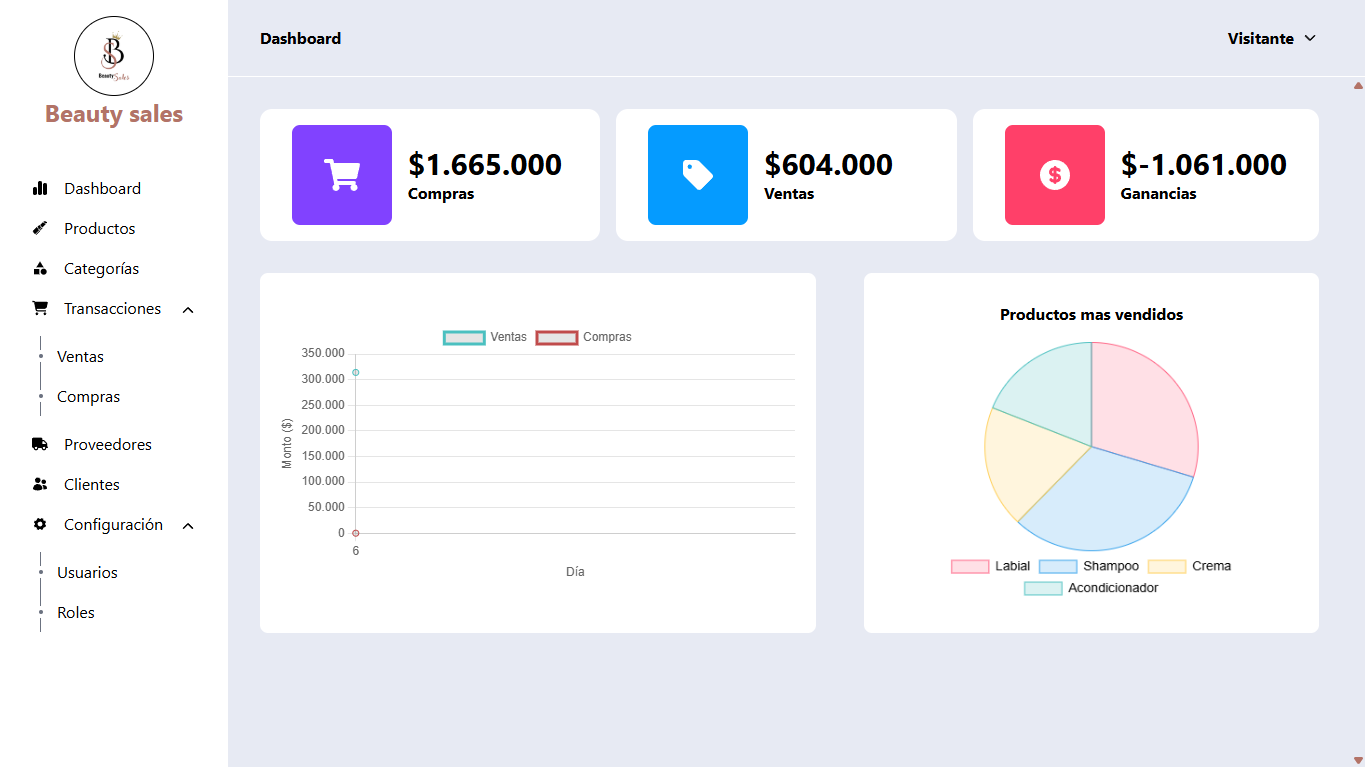 Beauty Sales
Beauty sales
Dashboard
Productos
Categorías
Transacciones
Ventas
Compras
Proveedores
Clientes
Configuración
Usuarios
Roles
Dashboard
Visitante
$1.665.000
Compras
$604.000
Ventas
$-1.061.000
Ganancias
Ventas Compras
350.000
300.000
250.000
200.000
150.000
100.000
50.000
0
Monto ($)
6
Día
Productos mas vendidos
Labial Shampoo Crema
Acondicionador